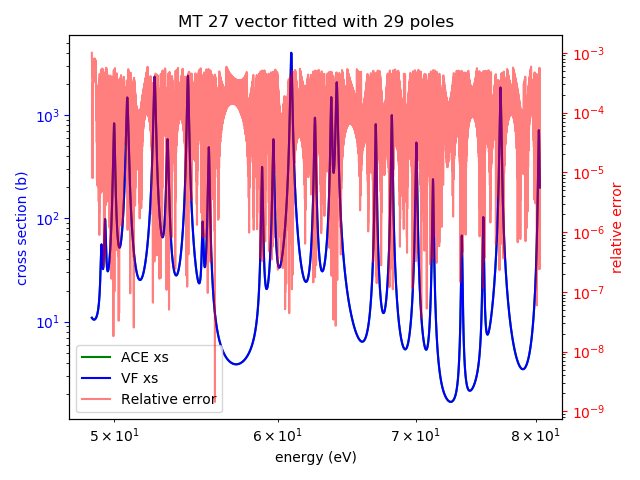 MT 27 vector fitted with 29 poles
cross section (b)
10³
10²
10¹
10⁻³
10⁻⁴
10⁻⁵
10⁻⁶
10⁻⁷
10⁻⁸
10⁻⁹
relative error
ACE xs
VF xs
Relative error
5 × 10¹ 6 × 10¹ 7 × 10¹ 8 × 10¹
energy (eV)